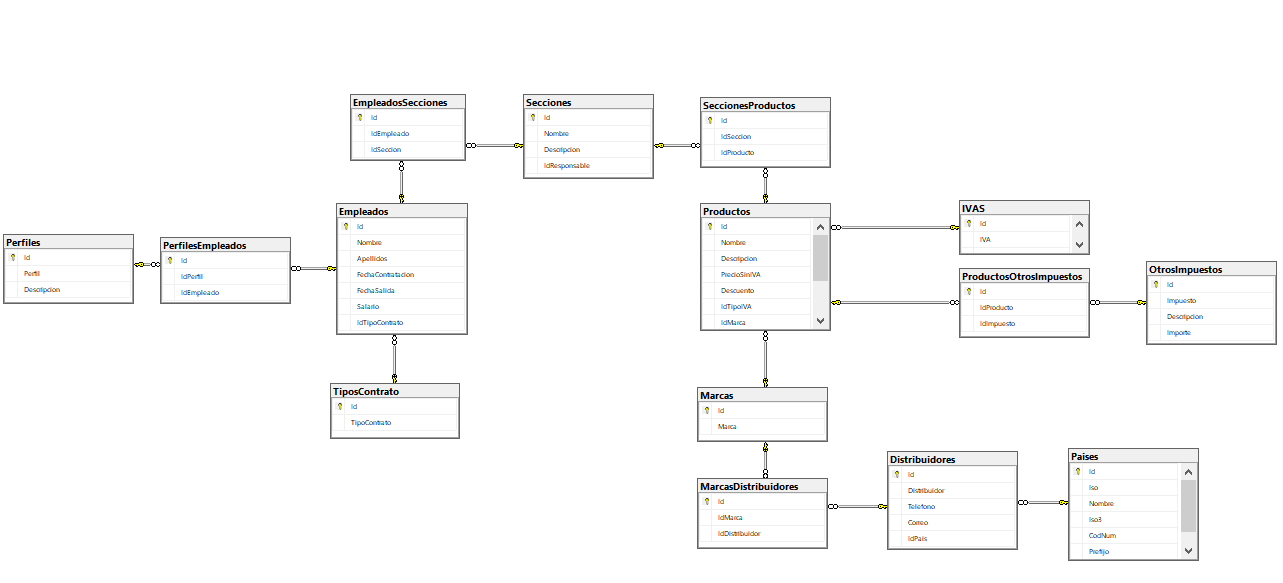 EmpleadosSecciones
Id
IdEmpleado
IdSeccion
Secciones
Id
Nombre
Descripcion
IdResponsable
SeccionesProductos
Id
IdSeccion
IdProducto
Perfiles
Id
Perfil
Descripcion
PerfilesEmpleados
Id
IdPerfil
IdEmpleado
Empleados
Id
Nombre
Apellidos
FechaContratacion
FechaSalida
Salario
IdTipoContrato
Productos
Id
Nombre
Descripcion
PrecioSinIVA
Descuento
IdTipoIVA
IdMarca
IVAS
Id
IVA
ProductosOtrosImpuestos
Id
IdProducto
IdImpuesto
OtrosImpuestos
Id
Impuesto
Descripcion
Importe
TiposContrato
Id
TipoContrato
Marcas
Id
Marca
MarcasDistribuidores
Id
IdMarca
IdDistribuidor
Distribuidores
Id
Distribuidor
Telefono
Correo
IdPais
Paises
Id
Iso
Nombre
Iso3
CodNum
Prefijo